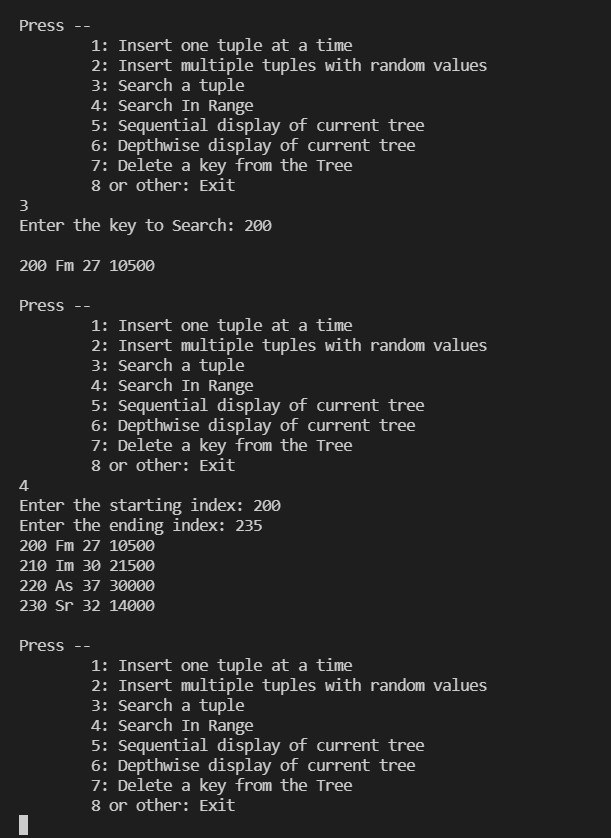 Press --
1: Insert one tuple at a time
2: Insert multiple tuples with random values
3: Search a tuple
4: Search In Range
5: Sequential display of current tree
6: Depthwise display of current tree
7: Delete a key from the Tree
8 or other: Exit
3
Enter the key to Search: 200
200 Fm 27 10500
Press --
1: Insert one tuple at a time
2: Insert multiple tuples with random values
3: Search a tuple
4: Search In Range
5: Sequential display of current tree
6: Depthwise display of current tree
7: Delete a key from the Tree
8 or other: Exit
4
Enter the starting index: 200
Enter the ending index: 235
200 Fm 27 10500
210 Im 30 21500
220 As 37 30000
230 Sr 32 14000
Press --
1: Insert one tuple at a time
2: Insert multiple tuples with random values
3: Search a tuple
4: Search In Range
5: Sequential display of current tree
6: Depthwise display of current tree
7: Delete a key from the Tree
8 or other: Exit